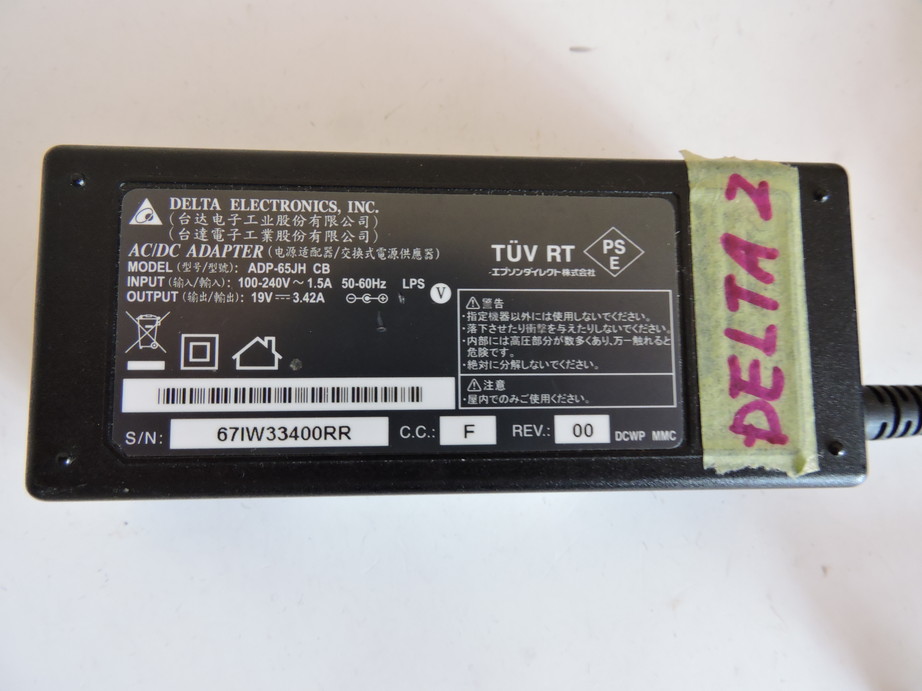 DELTA ELECTRONICS, INC.
(台达电子工业股份有限公司)
(台達電子工業股份有限公司)
AC/DC ADAPTER (电源适配器/交換式電源供應器)
MODEL (型号/型號): ADP-65JH CB
INPUT (输入/輸入): 100-240V~1.5A 50-60Hz LPS
OUTPUT (输出/輸出): 19V⎓3.42A
V
TÜV RT
PS
E
エプソンダイレクト株式会社
警告
・指定機器以外には使用しないでください。
・落下させたり衝撃を与えたりしないでください。
・内部には高圧部分が数多くあり、万一触れると
危険です。
・絶対に分解しないでください。
注意
・屋内でのみご使用ください。
S/N: 67IW33400RR C.C.: F REV.: 00 DCWP MMC
DELTA 2